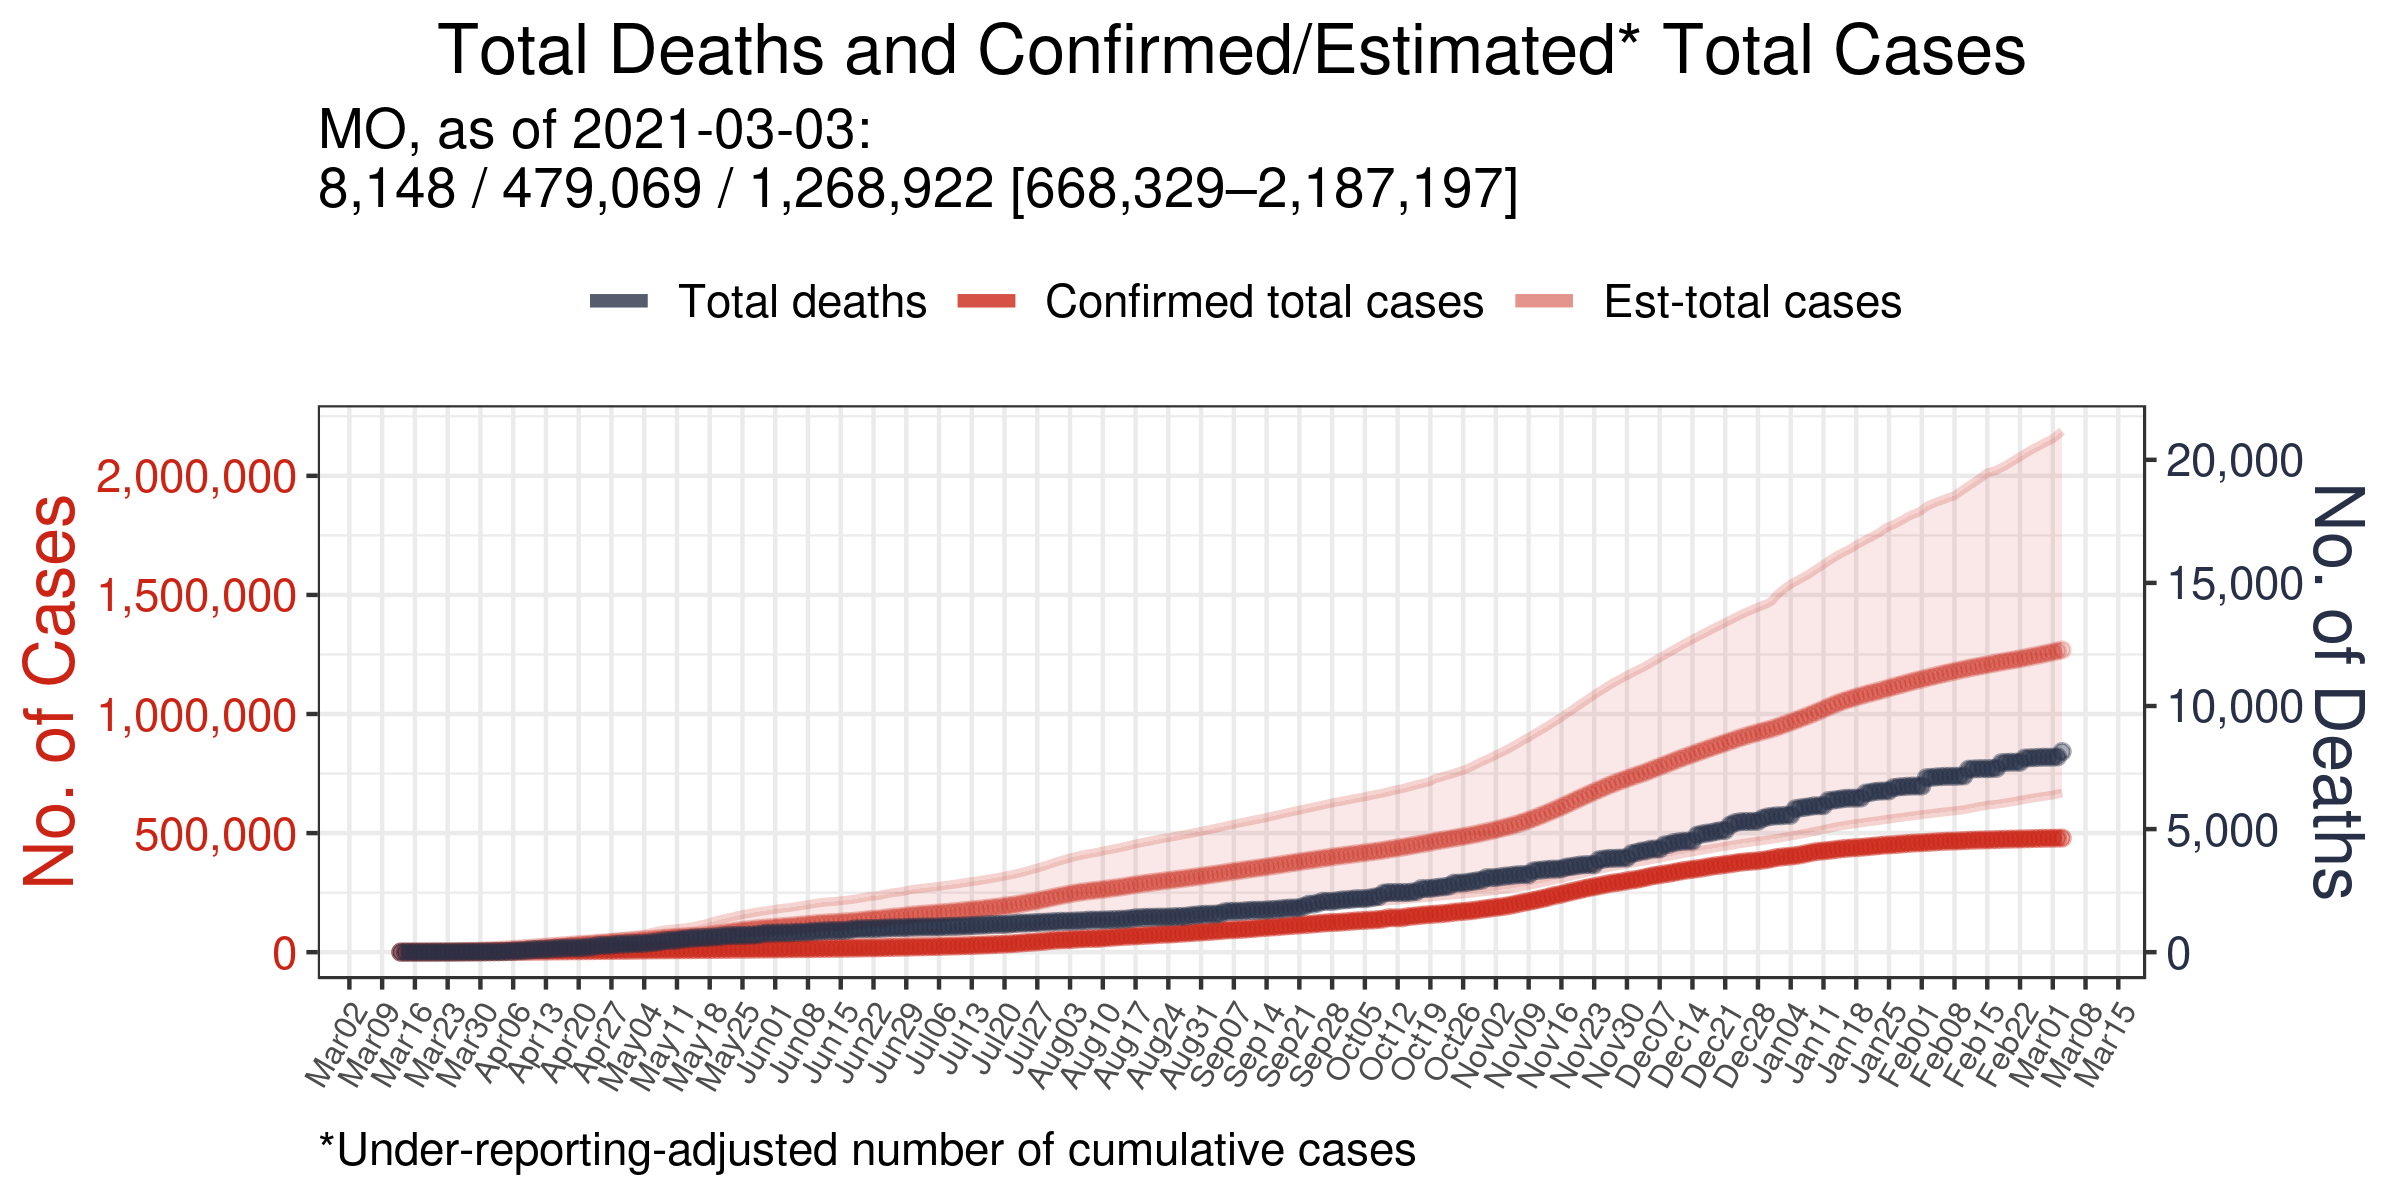 Total Deaths and Confirmed/Estimated* Total Cases
MO, as of 2021-03-03:
8,148 / 479,069 / 1,268,922 [668,329–2,187,197]
Total deaths
Confirmed total cases
Est-total cases
No. of Cases
2,000,000
1,500,000
1,000,000
500,000
0
20,000
15,000
10,000
5,000
0
No. of Deaths
Mar02
Mar09
Mar16
Mar23
Mar30
Apr06
Apr13
Apr20
Apr27
May04
May11
May18
May25
Jun01
Jun08
Jun15
Jun22
Jun29
Jul06
Jul13
Jul20
Jul27
Aug03
Aug10
Aug17
Aug24
Aug31
Sep07
Sep14
Sep21
Sep28
Oct05
Oct12
Oct19
Oct26
Nov02
Nov09
Nov16
Nov23
Nov30
Dec07
Dec14
Dec21
Dec28
Jan04
Jan11
Jan18
Jan25
Feb01
Feb08
Feb15
Feb22
Mar01
Mar08
Mar15
*Under-reporting-adjusted number of cumulative cases